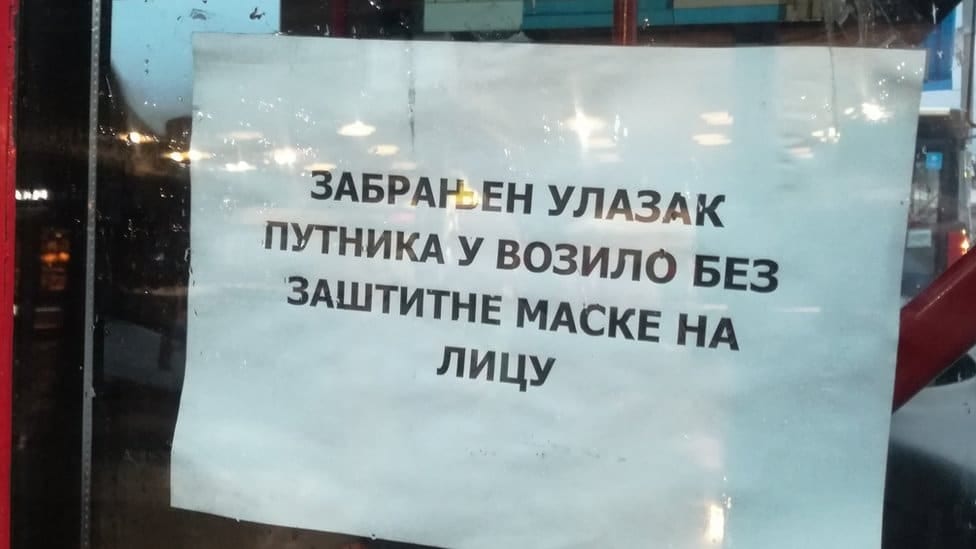 ЗАБРАЊЕН УЛАЗАК
ПУТНИКА У ВОЗИЛО БЕЗ
ЗАШТИТНЕ МАСКЕ НА
ЛИЦУ